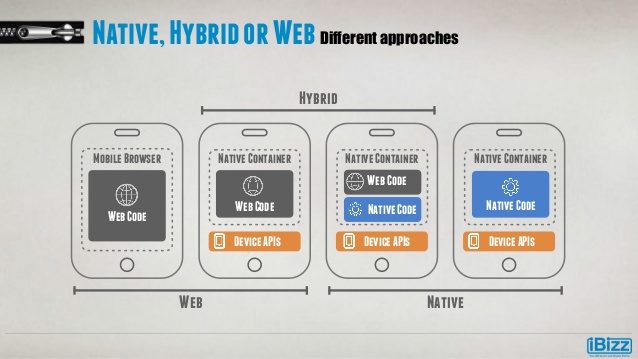 Native, Hybrid or Web Different approaches
Hybrid
Mobile Browser
Web Code
Native Container
Web Code
Device APIs
Native Container
Web Code
Native Code
Device APIs
Native Container
Native Code
Device APIs
Web
Native
iBizz